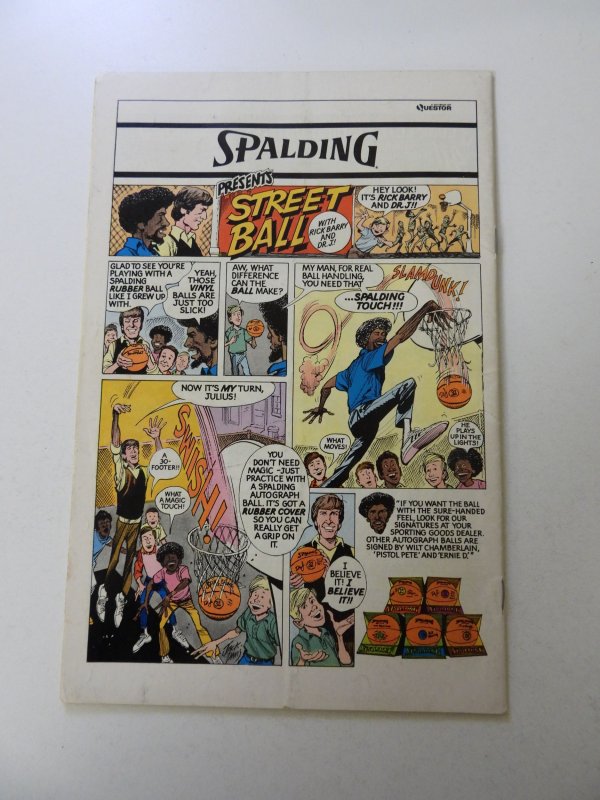 QUESTOR
SPALDING
PRESENTS
STREET
BALL
WITH
RICK BARRY
AND
DR.J!
HEY LOOK!
IT'S RICK BARRY
AND DR.J!!
GLAD TO SEE YOU'RE
PLAYING WITH A
SPALDING
RUBBER BALL
LIKE I GREW UP
WITH.
YEAH,
THOSE
VINYL
BALLS ARE
JUST TOO
SLICK!
AW, WHAT
DIFFERENCE
CAN THE
BALL MAKE?
MY MAN, FOR REAL
BALL HANDLING,
YOU NEED THAT
...SPALDING
TOUCH!!!
SLAMDUNK!
WHAT
MOVES!
HE
PLAYS
UP IN THE
LIGHTS!
NOW IT'S MY TURN,
JULIUS!
SWISH!
A
30-
FOOTER!!
WHAT
A MAGIC
TOUCH!
YOU
DON'T NEED
MAGIC-JUST
PRACTICE WITH
A SPALDING
AUTOGRAPH
BALL. IT'S GOT A
RUBBER COVER
SO YOU CAN
REALLY GET
A GRIP ON
IT.
I
BELIEVE
IT! I
BELIEVE
IT!!
"IF YOU WANT THE BALL
WITH THE SURE-HANDED
FEEL, LOOK FOR OUR
SIGNATURES AT YOUR
SPORTING GOODS DEALER.
OTHER AUTOGRAPH BALLS ARE
SIGNED BY WILT CHAMBERLAIN,
'PISTOL PETE' AND 'ERNIE D.'"